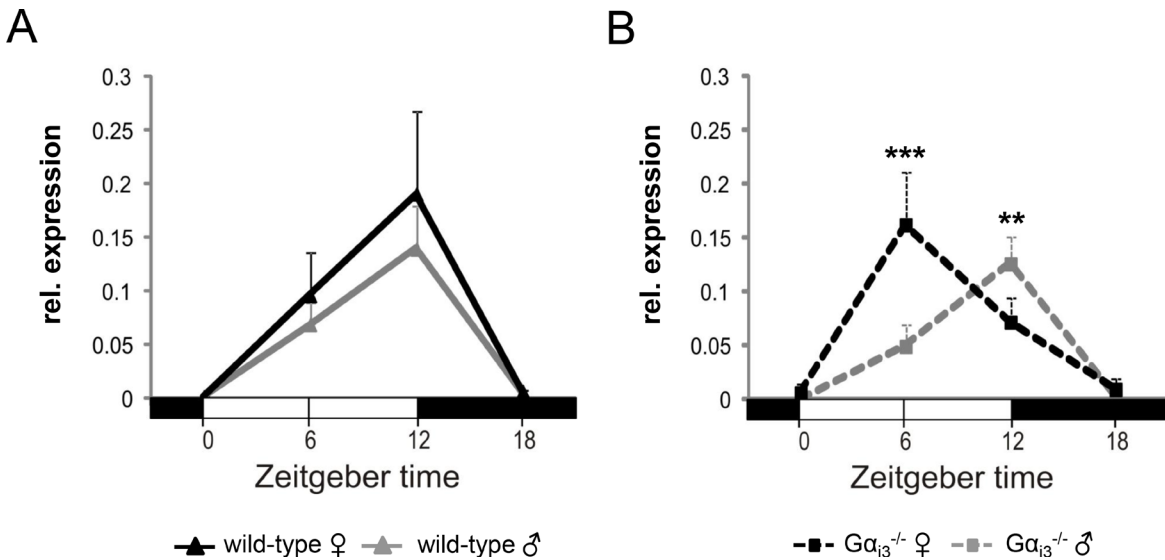 A
B
0.3
0.25
0.2
0.15
0.1
0.05
0
rel. expression
0 6 12 18
Zeitgeber time
wild-type ♀ wild-type ♂
0.3
0.25
0.2
0.15
0.1
0.05
0
rel. expression
***
**
0 6 12 18
Zeitgeber time
Gαi3-/- ♀ Gαi3-/- ♂